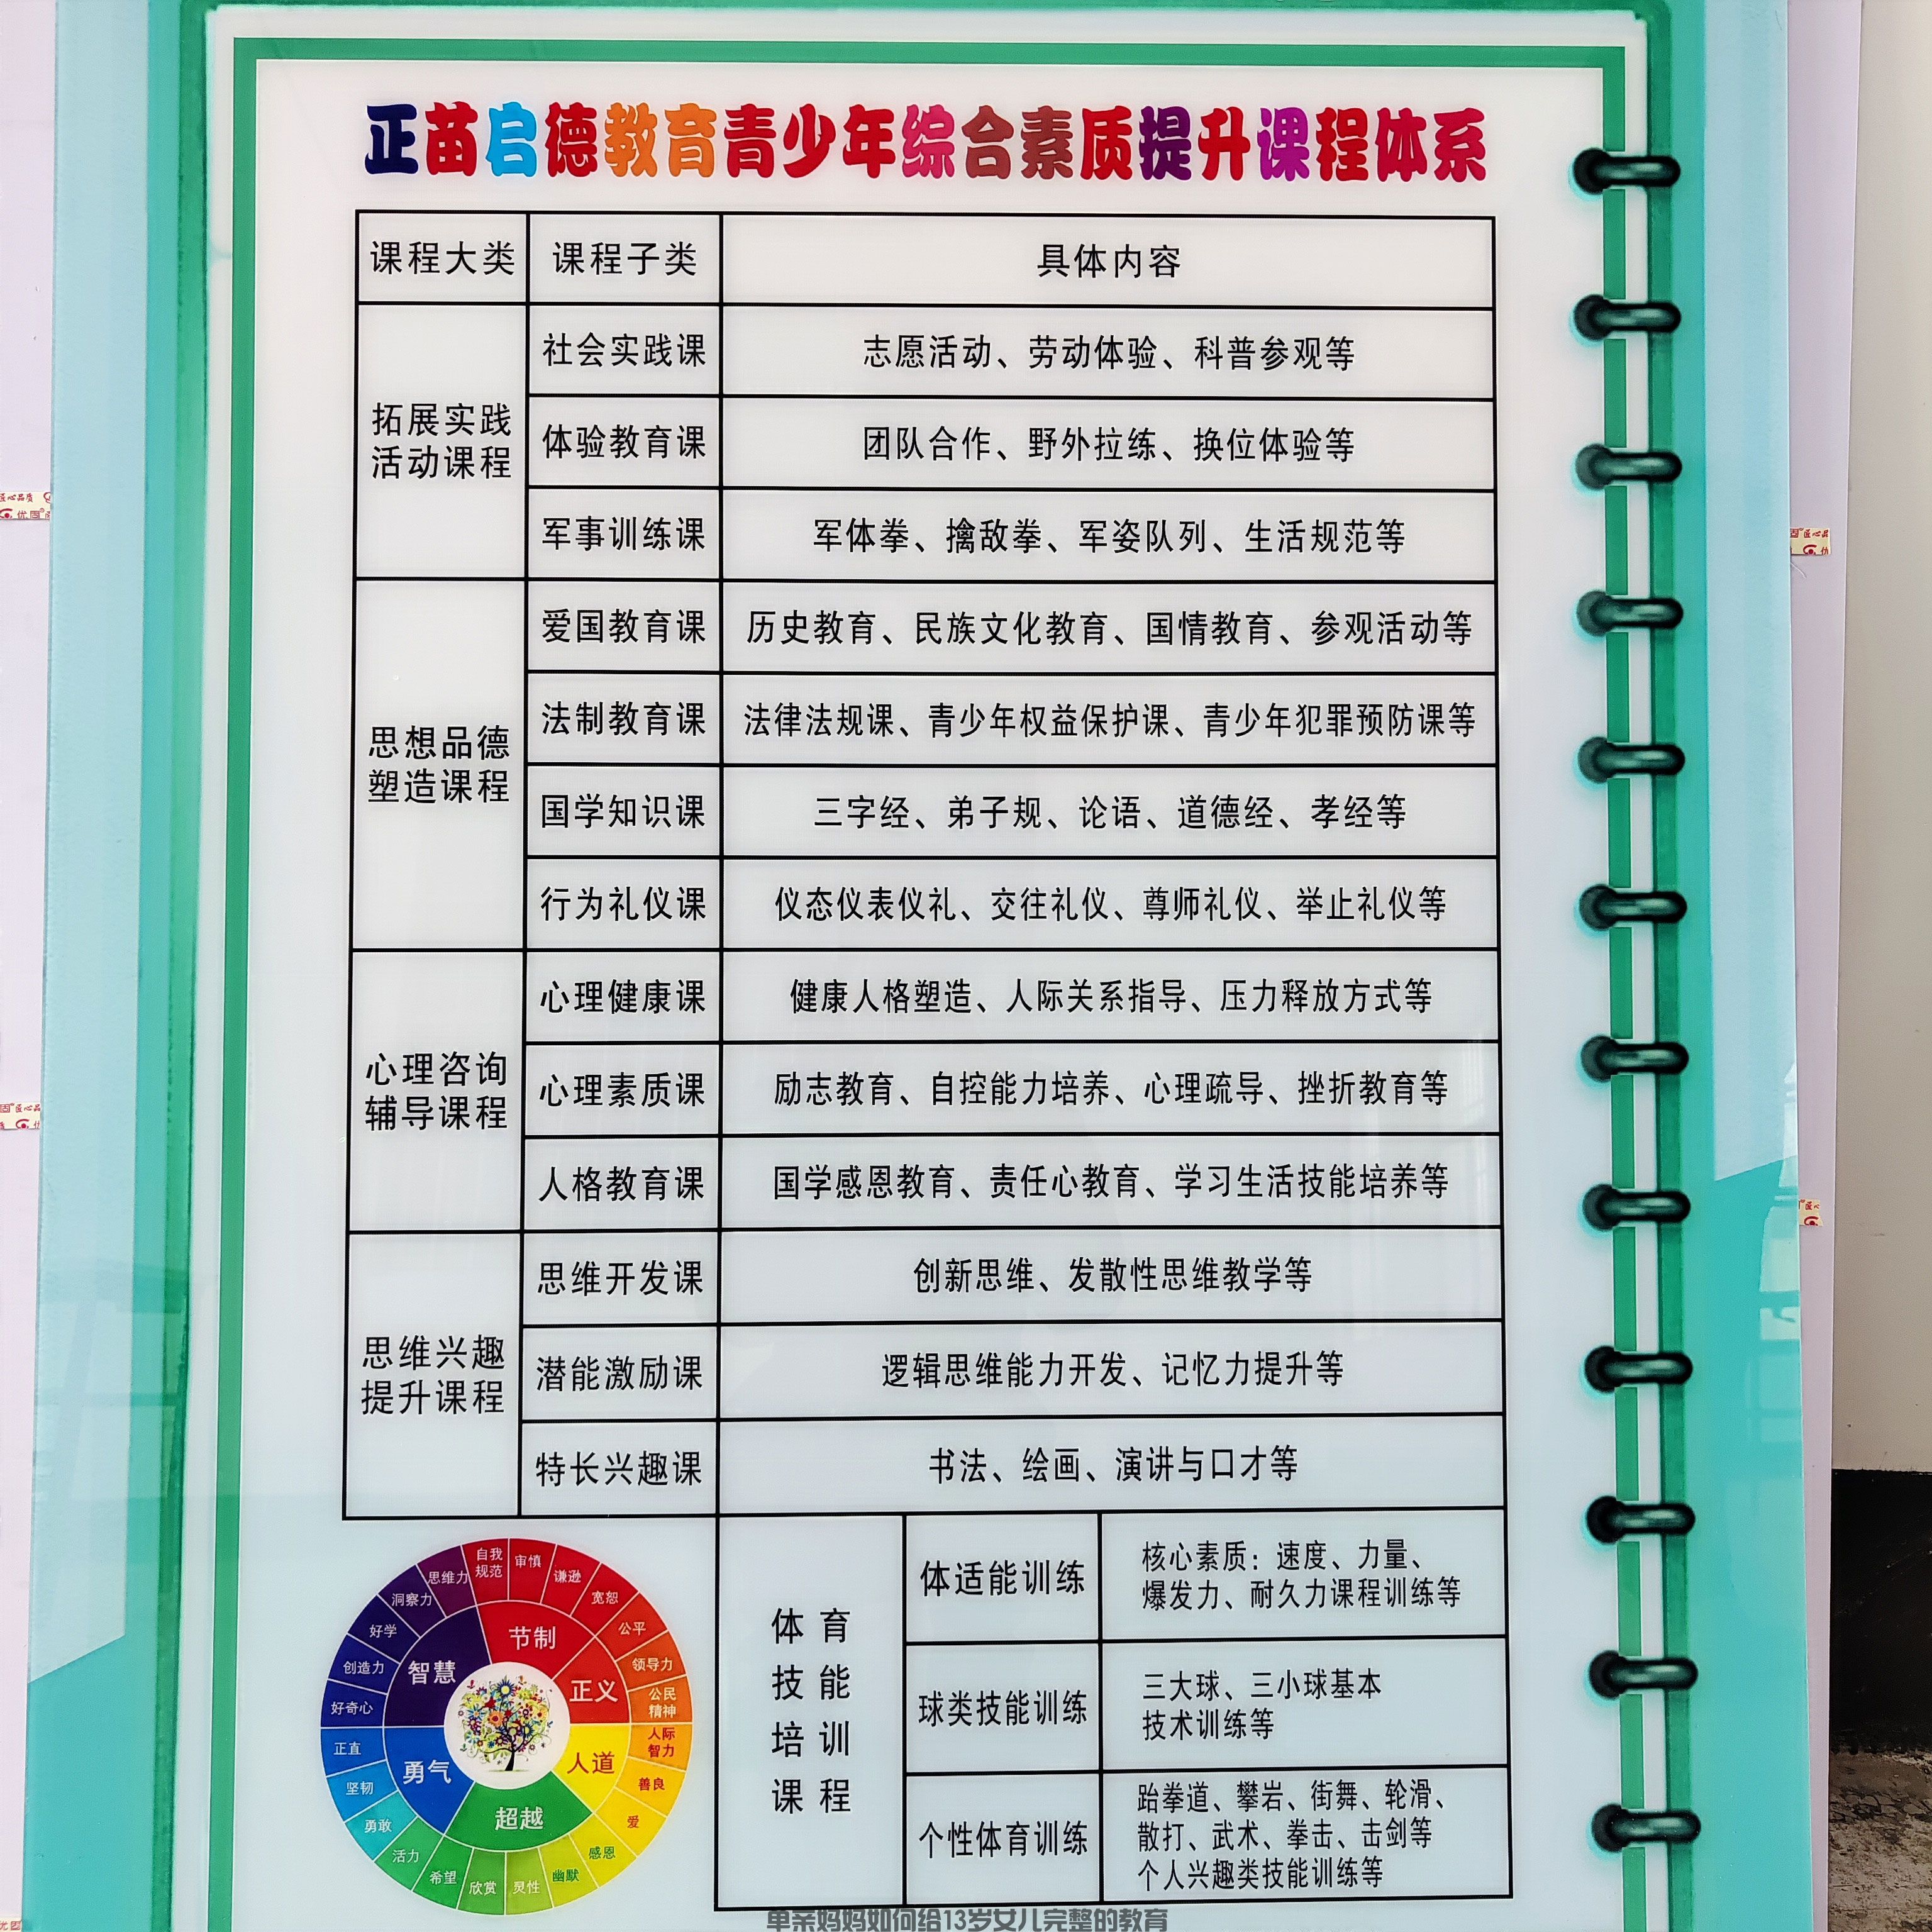 正苗启德教育青少年综合素质提升课程体系
课程大类 课程子类 具体内容
拓展实践
活动课程
社会实践课 志愿活动、劳动体验、科普参观等
体验教育课 团队合作、野外拉练、换位体验等
军事训练课 军体拳、擒敌拳、军姿队列、生活规范等
思想品德
塑造课程
爱国教育课 历史教育、民族文化教育、国情教育、参观活动等
法制教育课 法律法规课、青少年权益保护课、青少年犯罪预防课等
国学知识课 三字经、弟子规、论语、道德经、孝经等
行为礼仪课 仪态仪表仪礼、交往礼仪、尊师礼仪、举止礼仪等
心理咨询
辅导课程
心理健康课 健康人格塑造、人际关系指导、压力释放方式等
心理素质课 励志教育、自控能力培养、心理疏导、挫折教育等
人格教育课 国学感恩教育、责任心教育、学习生活技能培养等
思维兴趣
提升课程
思维开发课 创新思维、发散性思维教学等
潜能激励课 逻辑思维能力开发、记忆力提升等
特长兴趣课 书法、绘画、演讲与口才等
体育
技能
培训
课程
体适能训练
核心素质：速度、力量、
爆发力、耐久力课程训练等
球类技能训练
三大球、三小球基本
技术训练等
个性体育训练
跆拳道、攀岩、街舞、轮滑、
散打、武术、拳击、击剑等
个人兴趣类技能训练等
节制
正义
人道
超越
勇气
智慧
自我
规范
审慎
谦逊
宽恕
公平
领导力
公民
精神
人际
智力
善良
爱
感恩
幽默
灵性
欣赏
希望
活力
勇敢
坚韧
正直
好奇心
创造力
好学
洞察力
思维力
匠心品质
优固
单亲妈妈如何给13岁女儿完整的教育